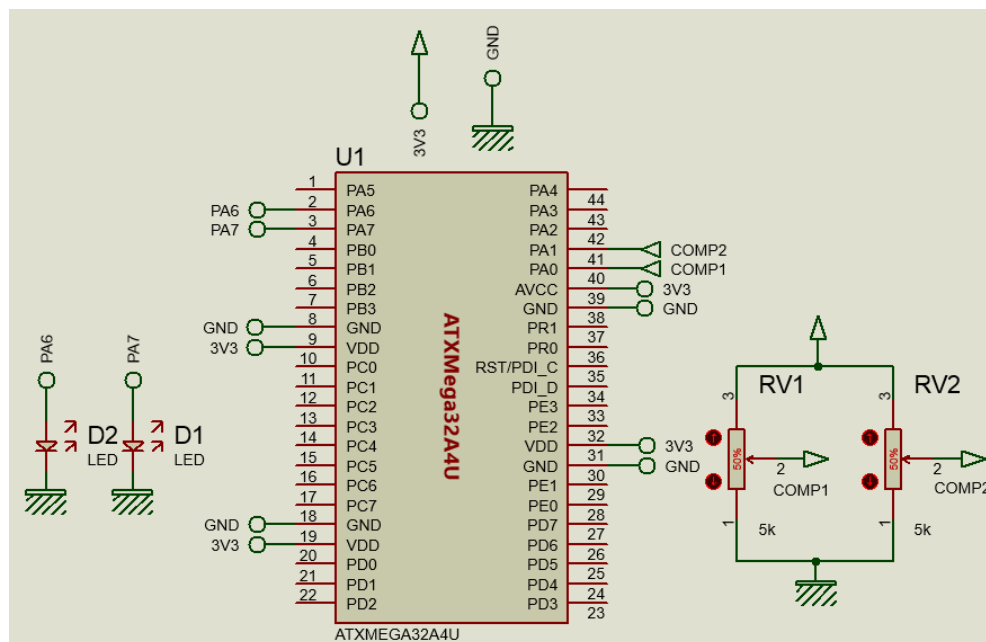 GND
3V3
U1
1 PA5 PA4 44
PA6 2 PA6 PA3 43
PA7 3 PA7 PA2 42
4 PB0 PA1 41 COMP2
5 PB1 PA0 40 COMP1
6 PB2 AVCC 39 3V3
7 PB3 GND 38 GND
GND 8 GND PR1 37
3V3 9 VDD PR0 36
10 PC0 RST/PDI_C 35
11 PC1 PDI_D 34
12 PC2 PE3 33
13 PC3 PE2 32
14 PC4 VDD 31 3V3
15 PC5 GND 30 GND
16 PC6 PE1 29
17 PC7 PE0 28
GND 18 GND PD7 27
3V3 19 VDD PD6 26
20 PD0 PD5 25
21 PD1 PD4 24
22 PD2 PD3 23
ATXMega32A4U
ATXMEGA32A4U
PA6
D2
LED
PA7
D1
LED
RV1
3
50%
2
COMP1
1
5k
RV2
3
50%
2
COMP2
1
5k